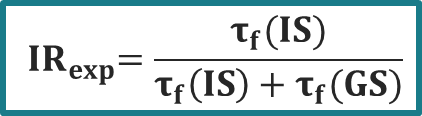 IR_exp = τ_f(IS) / τ_f(IS) + τ_f(GS)